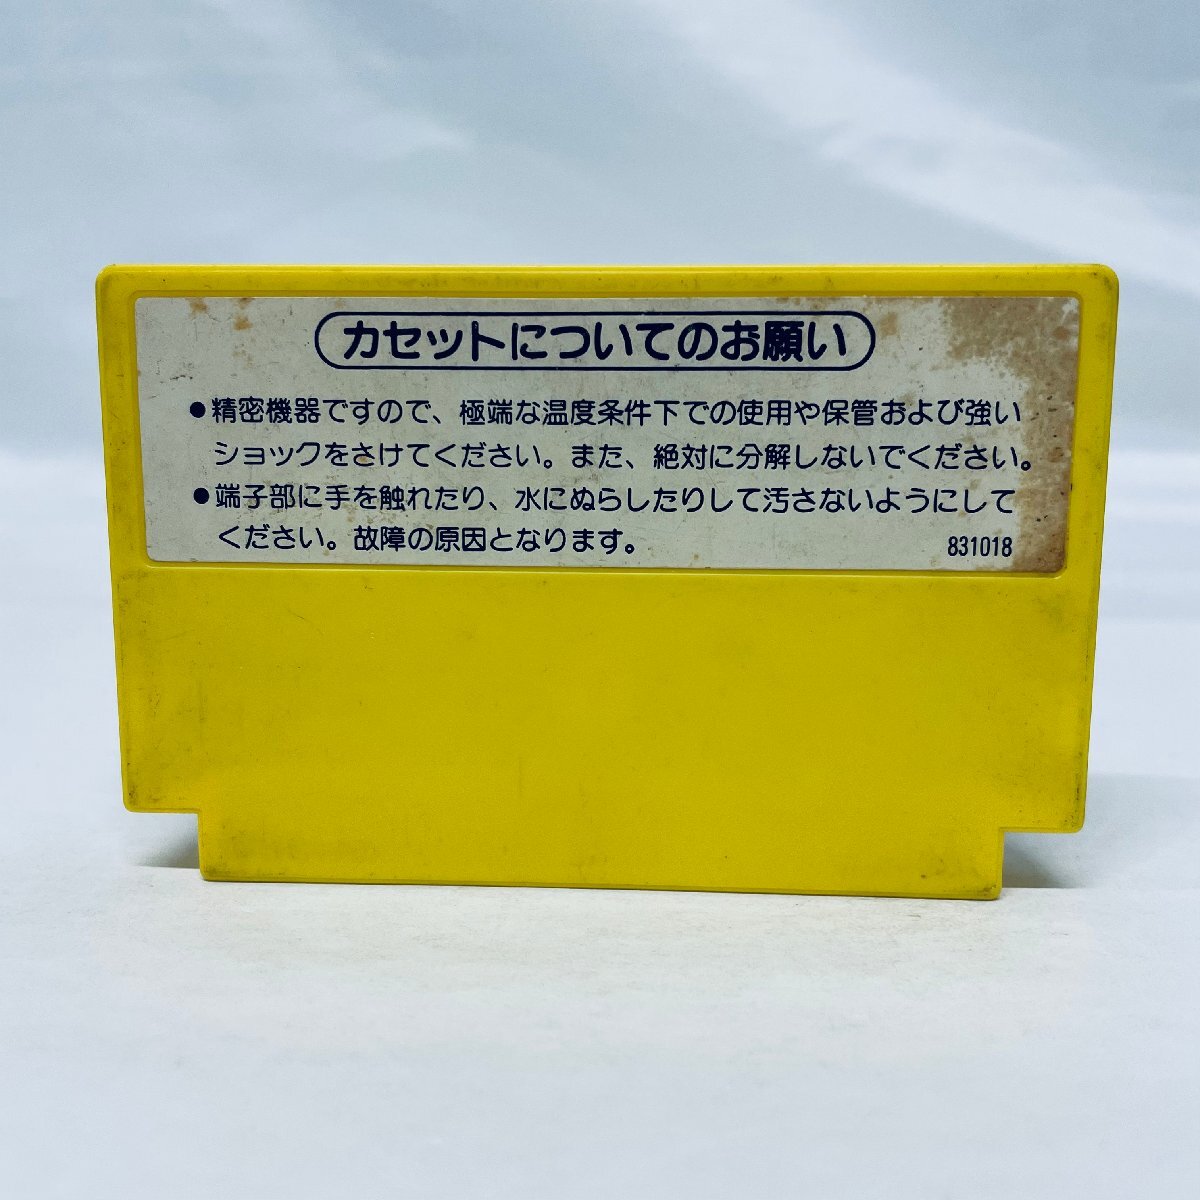 カセットについてのお願い
●精密機器ですので、極端な温度条件下での使用や保管および強い
ショックをさけてください。また、絶対に分解しないでください。
●端子部に手を触れたり、水にぬらしたりして汚さないようにして
ください。故障の原因となります。
831018